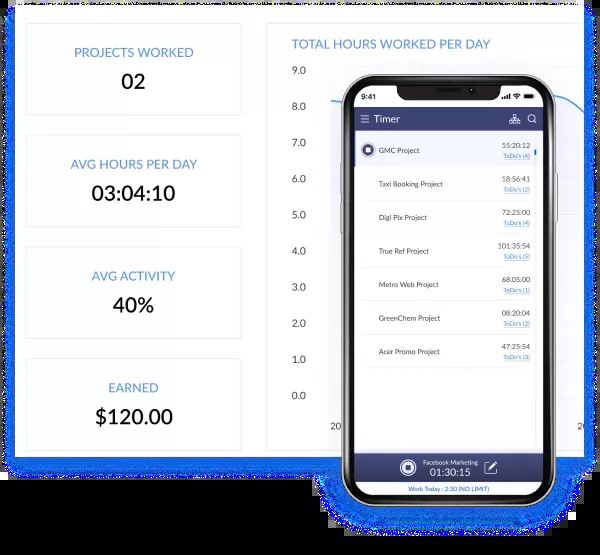 PROJECTS WORKED
02
AVG HOURS PER DAY
03:04:10
AVG ACTIVITY
40%
EARNED
$120.00
TOTAL HOURS WORKED PER DAY
9.0
8.0
7.0
6.0
5.0
4.0
3.0
2.0
1.0
0.0
20
20
9:41
Timer
GMC Project
55:20:12
ToDo's (4)
Taxi Booking Project
18:56:41
ToDo's (2)
Digi Pix Project
72:25:00
ToDo's (4)
True Ref Project
101:35:54
ToDo's (5)
Metro Web Project
68:05:00
ToDo's (1)
GreenChem Project
08:20:04
ToDo's (2)
Acer Promo Project
47:25:54
ToDo's (3)
Facebook Marketing
01:30:15
Work Today : 2:30 (NO LIMIT)